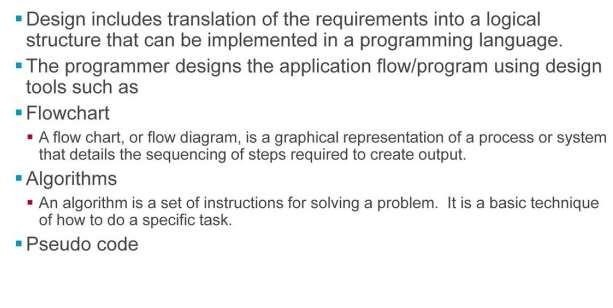 Design includes translation of the requirements into a logical
structure that can be implemented in a programming language.
The programmer designs the application flow/program using design
tools such as
Flowchart
A flow chart, or flow diagram, is a graphical representation of a process or system
that details the sequencing of steps required to create output.
Algorithms
An algorithm is a set of instructions for solving a problem.  It is a basic technique
of how to do a specific task.
Pseudo code